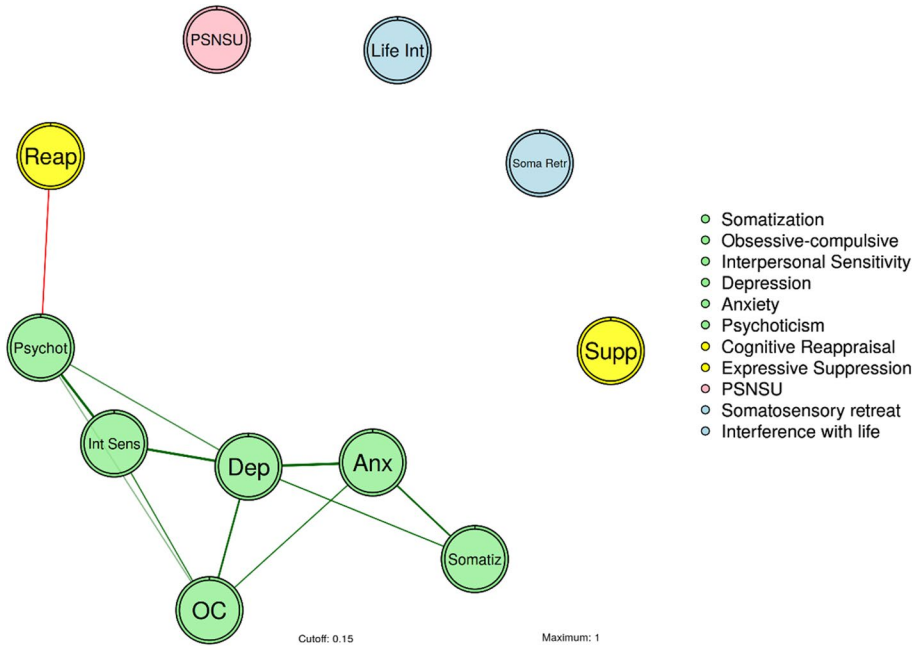 PSNSU
Life Int
Reap
Soma Retr
Psychot
Supp
Int Sens
Dep
Anx
Somatiz
OC
Somatization
Obsessive-compulsive
Interpersonal Sensitivity
Depression
Anxiety
Psychoticism
Cognitive Reappraisal
Expressive Suppression
PSNSU
Somatosensory retreat
Interference with life
Cutoff: 0.15
Maximum: 1